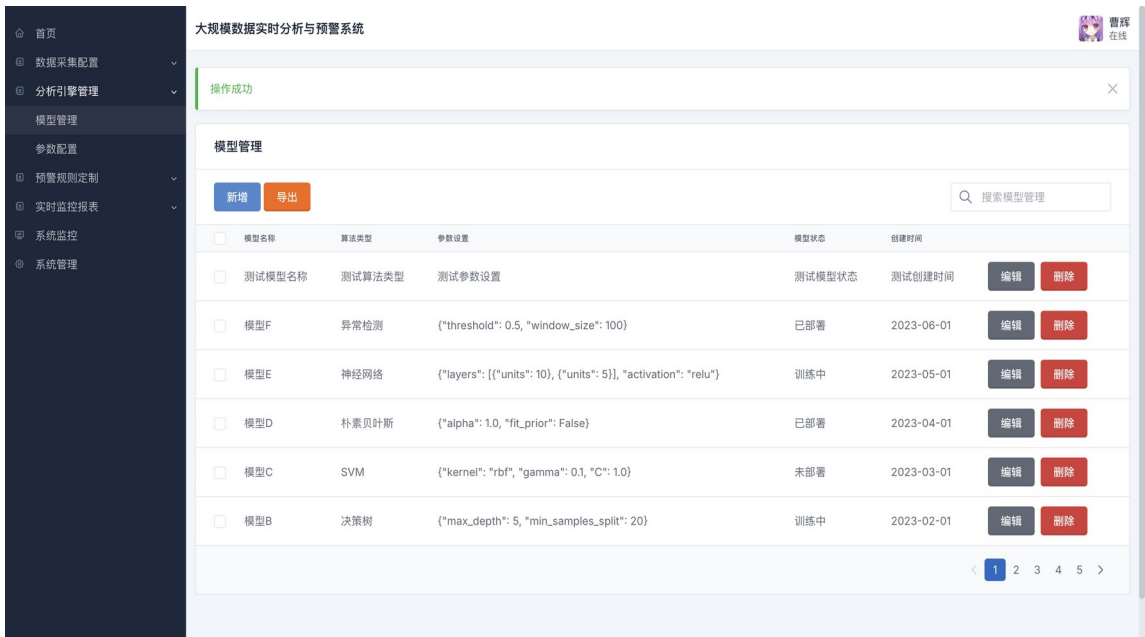 大规模数据实时分析与预警系统
曹辉
在线
首页
数据采集配置
分析引擎管理
模型管理
参数配置
预警规则定制
实时监控报表
系统监控
系统管理
操作成功
模型管理
新增 导出 搜索模型管理
模型名称 算法类型 参数设置 模型状态 创建时间
测试模型名称 测试算法类型 测试参数设置 测试模型状态 测试创建时间 编辑 删除
模型F 异常检测 {"threshold": 0.5, "window_size": 100} 已部署 2023-06-01 编辑 删除
模型E 神经网络 {"layers": [{"units": 10}, {"units": 5}], "activation": "relu"} 训练中 2023-05-01 编辑 删除
模型D 朴素贝叶斯 {"alpha": 1.0, "fit_prior": False} 已部署 2023-04-01 编辑 删除
模型C SVM {"kernel": "rbf", "gamma": 0.1, "C": 1.0} 未部署 2023-03-01 编辑 删除
模型B 决策树 {"max_depth": 5, "min_samples_split": 20} 训练中 2023-02-01 编辑 删除
1 2 3 4 5